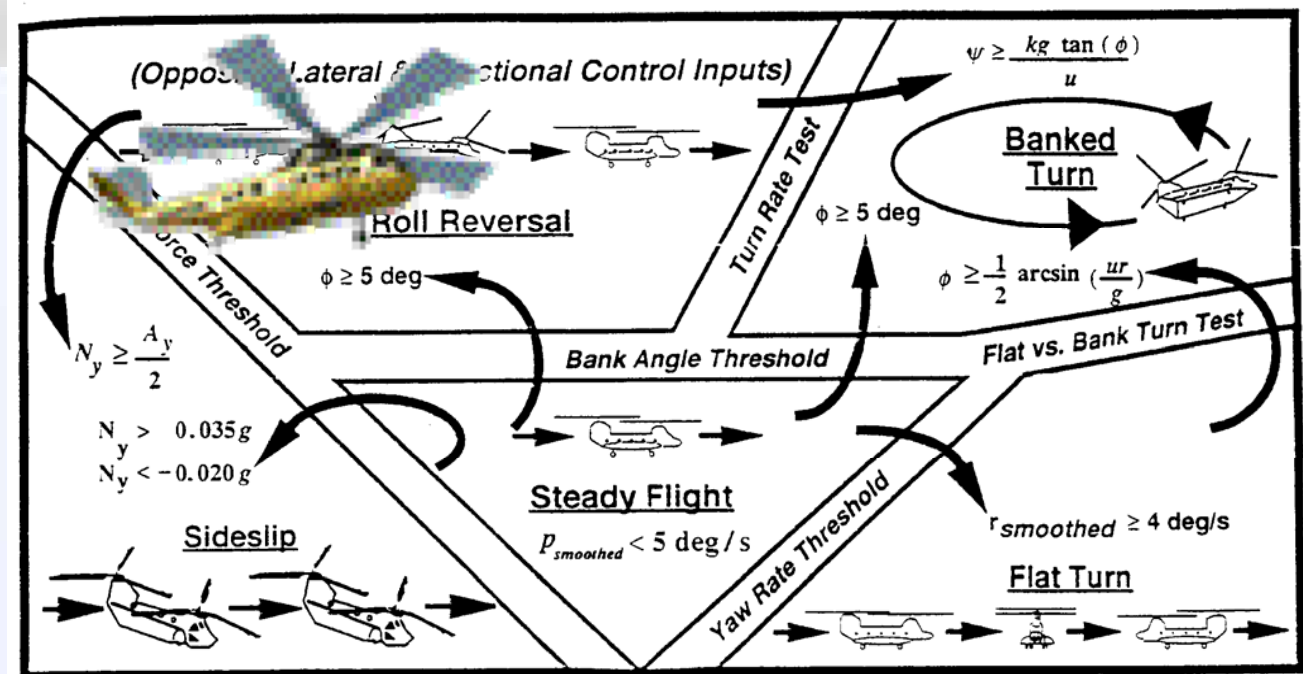 (Oppos Lateral & ctional Control Inputs)
Roll Reversal
ϕ ≥ 5 deg
orce Threshold
N_y ≥ A_y / 2
N_y > 0.035 g
N_y < −0.020 g
Sideslip
Turn Rate Test
ψ ≥ kg tan (ϕ) / u
Banked
Turn
ϕ ≥ 5 deg
ϕ ≥ 1/2 arcsin (ur/g)
Flat vs. Bank Turn Test
Bank Angle Threshold
Steady Flight
p_smoothed < 5 deg/s
Yaw Rate Threshold
r_smoothed ≥ 4 deg/s
Flat Turn